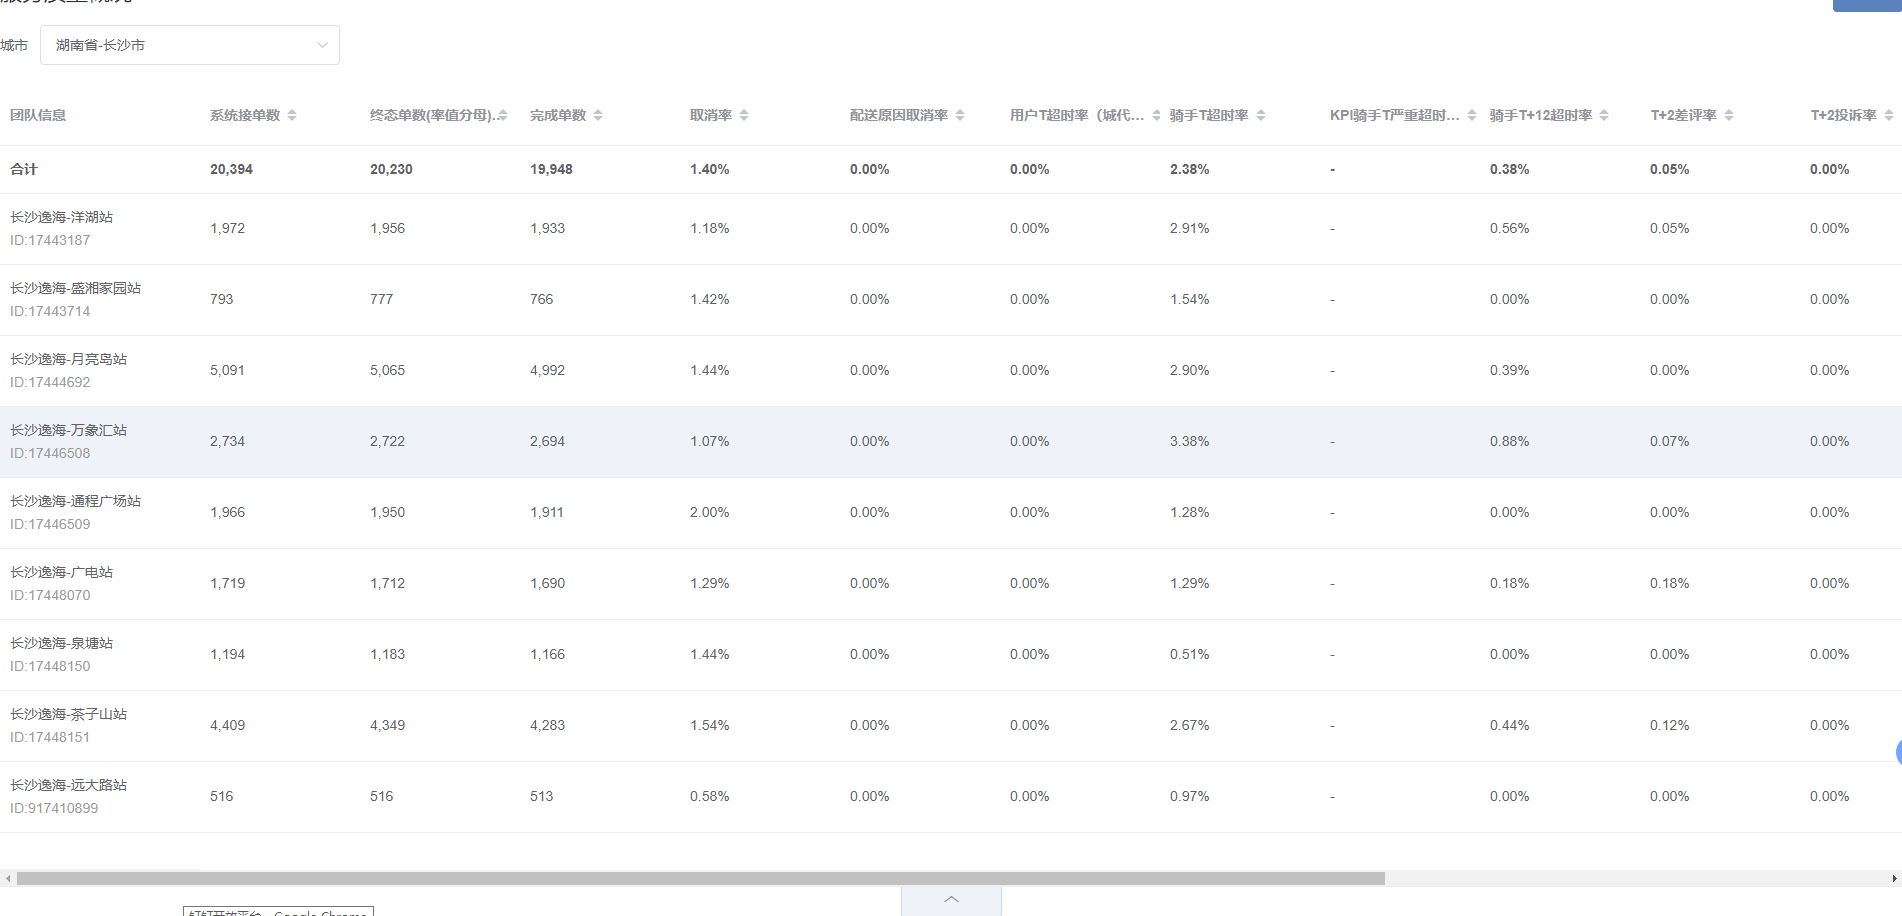 城市 湖南省-长沙市
团队信息 系统接单数 终态单数(率值分母)... 完成单数 取消率 配送原因取消率 用户T超时率（城代... 骑手T超时率 KPI骑手T严重超时... 骑手T+12超时率 T+2差评率 T+2投诉率
合计 20,394 20,230 19,948 1.40% 0.00% 0.00% 2.38% - 0.38% 0.05% 0.00%
长沙逸海-洋湖站
ID:17443187
1,972 1,956 1,933 1.18% 0.00% 0.00% 2.91% - 0.56% 0.05% 0.00%
长沙逸海-盛湘家园站
ID:17443714
793 777 766 1.42% 0.00% 0.00% 1.54% - 0.00% 0.00% 0.00%
长沙逸海-月亮岛站
ID:17444692
5,091 5,065 4,992 1.44% 0.00% 0.00% 2.90% - 0.39% 0.00% 0.00%
长沙逸海-万象汇站
ID:17446508
2,734 2,722 2,694 1.07% 0.00% 0.00% 3.38% - 0.88% 0.07% 0.00%
长沙逸海-通程广场站
ID:17446509
1,966 1,950 1,911 2.00% 0.00% 0.00% 1.28% - 0.00% 0.00% 0.00%
长沙逸海-广电站
ID:17448070
1,719 1,712 1,690 1.29% 0.00% 0.00% 1.29% - 0.18% 0.18% 0.00%
长沙逸海-泉塘站
ID:17448150
1,194 1,183 1,166 1.44% 0.00% 0.00% 0.51% - 0.00% 0.00% 0.00%
长沙逸海-茶子山站
ID:17448151
4,409 4,349 4,283 1.54% 0.00% 0.00% 2.67% - 0.44% 0.12% 0.00%
长沙逸海-远大路站
ID:917410899
516 516 513 0.58% 0.00% 0.00% 0.97% - 0.00% 0.00% 0.00%